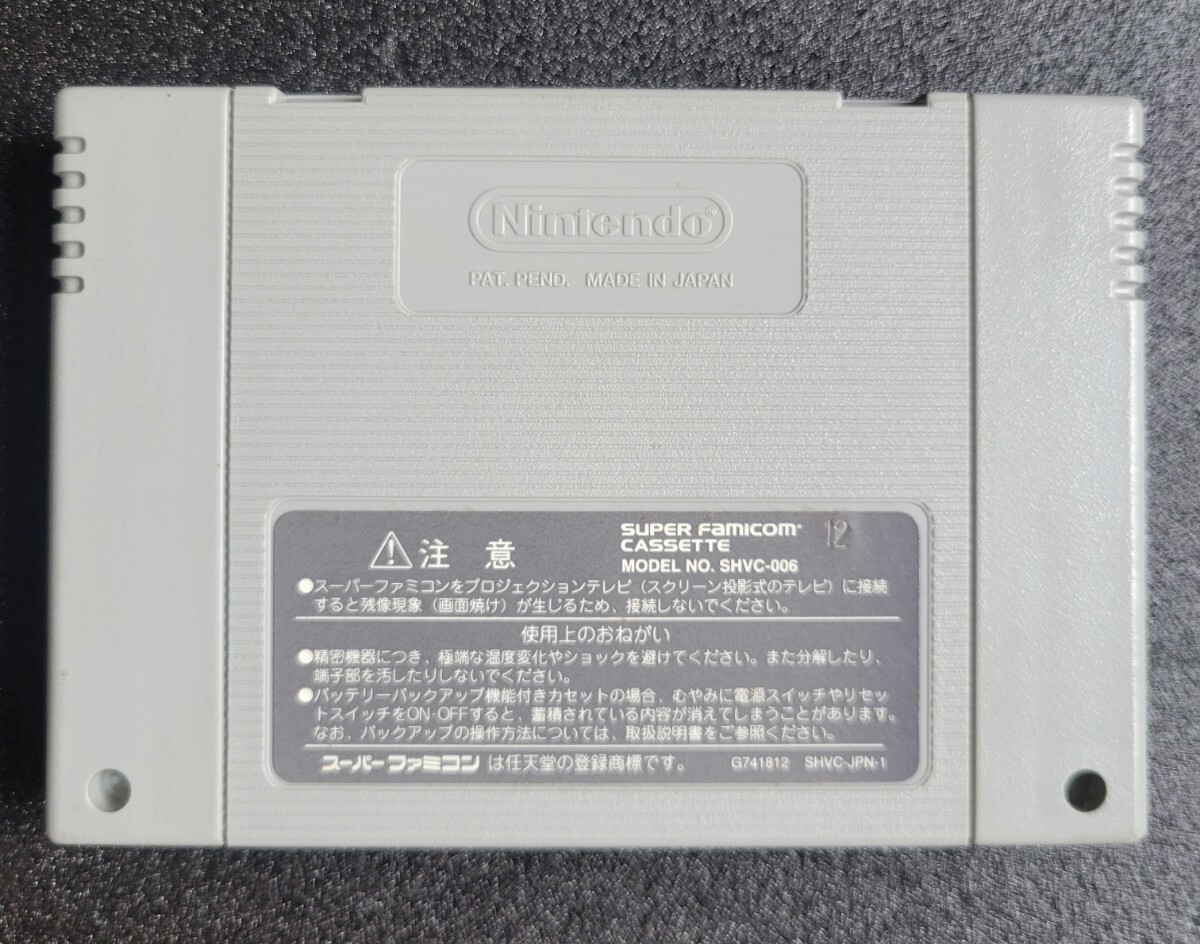 Nintendo®
PAT. PEND. MADE IN JAPAN
⚠注意
SUPER FAMICOM® 12
CASSETTE
MODEL NO. SHVC-006
●スーパーファミコンをプロジェクションテレビ(スクリーン投影式のテレビ)に接続
すると残像現象(画面焼け)が生じるため、接続しないでください。
使用上のおねがい
●精密機器につき、極端な温度変化やショックを避けてください。また分解したり、
端子部を汚したりしないでください。
●バッテリーバックアップ機能付きカセットの場合、むやみに電源スイッチやリセッ
トスイッチをON・OFFすると、蓄積されている内容が消えてしまうことがあります。
なお、バックアップの操作方法については、取扱説明書をご参照ください。
スーパーファミコンは任天堂の登録商標です。 G741812 SHVC-JPN-1